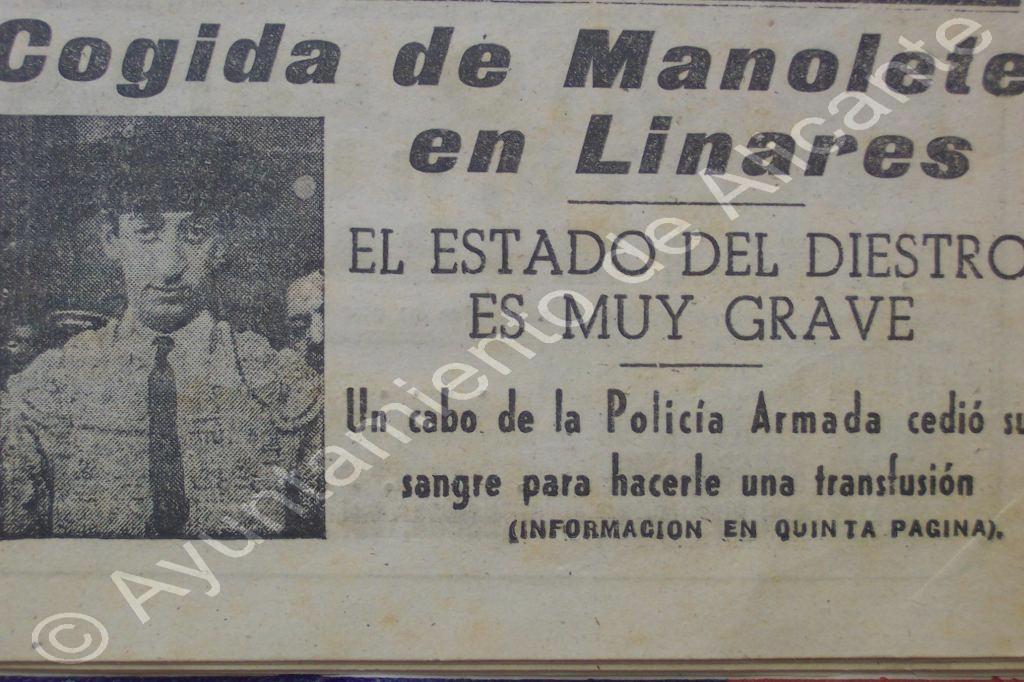 Cogida de Manolete
en Linares
EL ESTADO DEL DIESTRO
ES MUY GRAVE
Un cabo de la Policía Armada cedió su
sangre para hacerle una transfusión
(INFORMACION EN QUINTA PAGINA).
© Ayuntamiento de Alicante